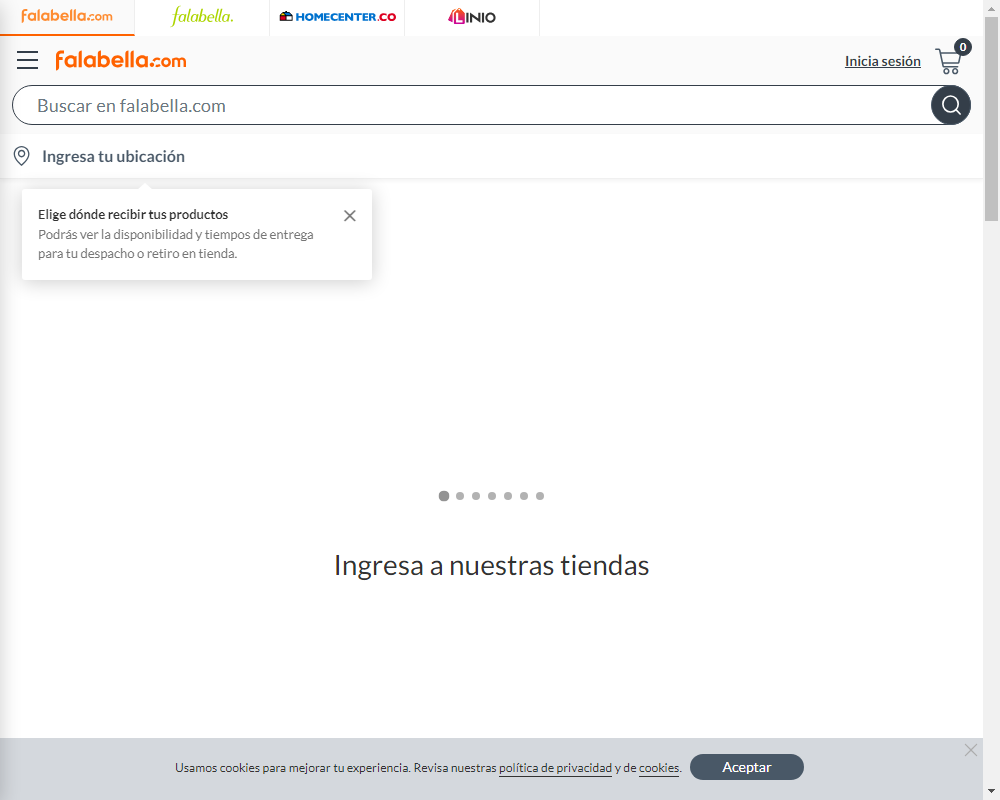 falabella.com
falabella.
HOMECENTER.CO
LINIO
falabella.com
Inicia sesión
0
Buscar en falabella.com
Ingresa tu ubicación
Elige dónde recibir tus productos
Podrás ver la disponibilidad y tiempos de entrega
para tu despacho o retiro en tienda.
Ingresa a nuestras tiendas
Usamos cookies para mejorar tu experiencia. Revisa nuestras política de privacidad y de cookies.
Aceptar